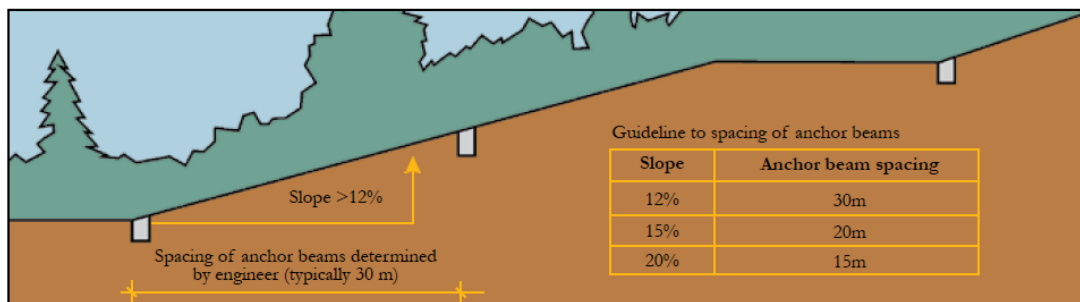 Slope >12%
Spacing of anchor beams determined
by engineer (typically 30 m)
Guideline to spacing of anchor beams
Slope Anchor beam spacing
12% 30m
15% 20m
20% 15m